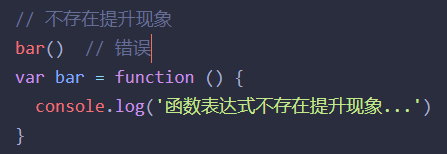 // 不存在提升现象
bar()  // 错误
var bar = function () {
  console.log('函数表达式不存在提升现象...')
}